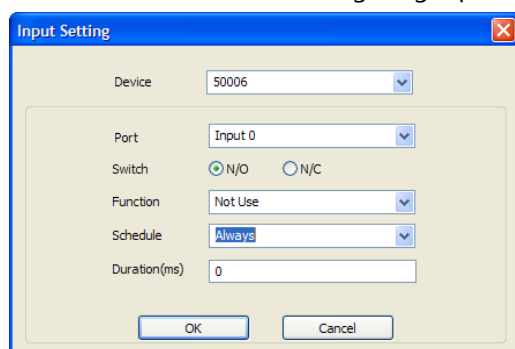 Input Setting
Device 50006
Port Input 0
Switch N/O N/C
Function Not Use
Schedule Always
Duration(ms) 0
OK Cancel